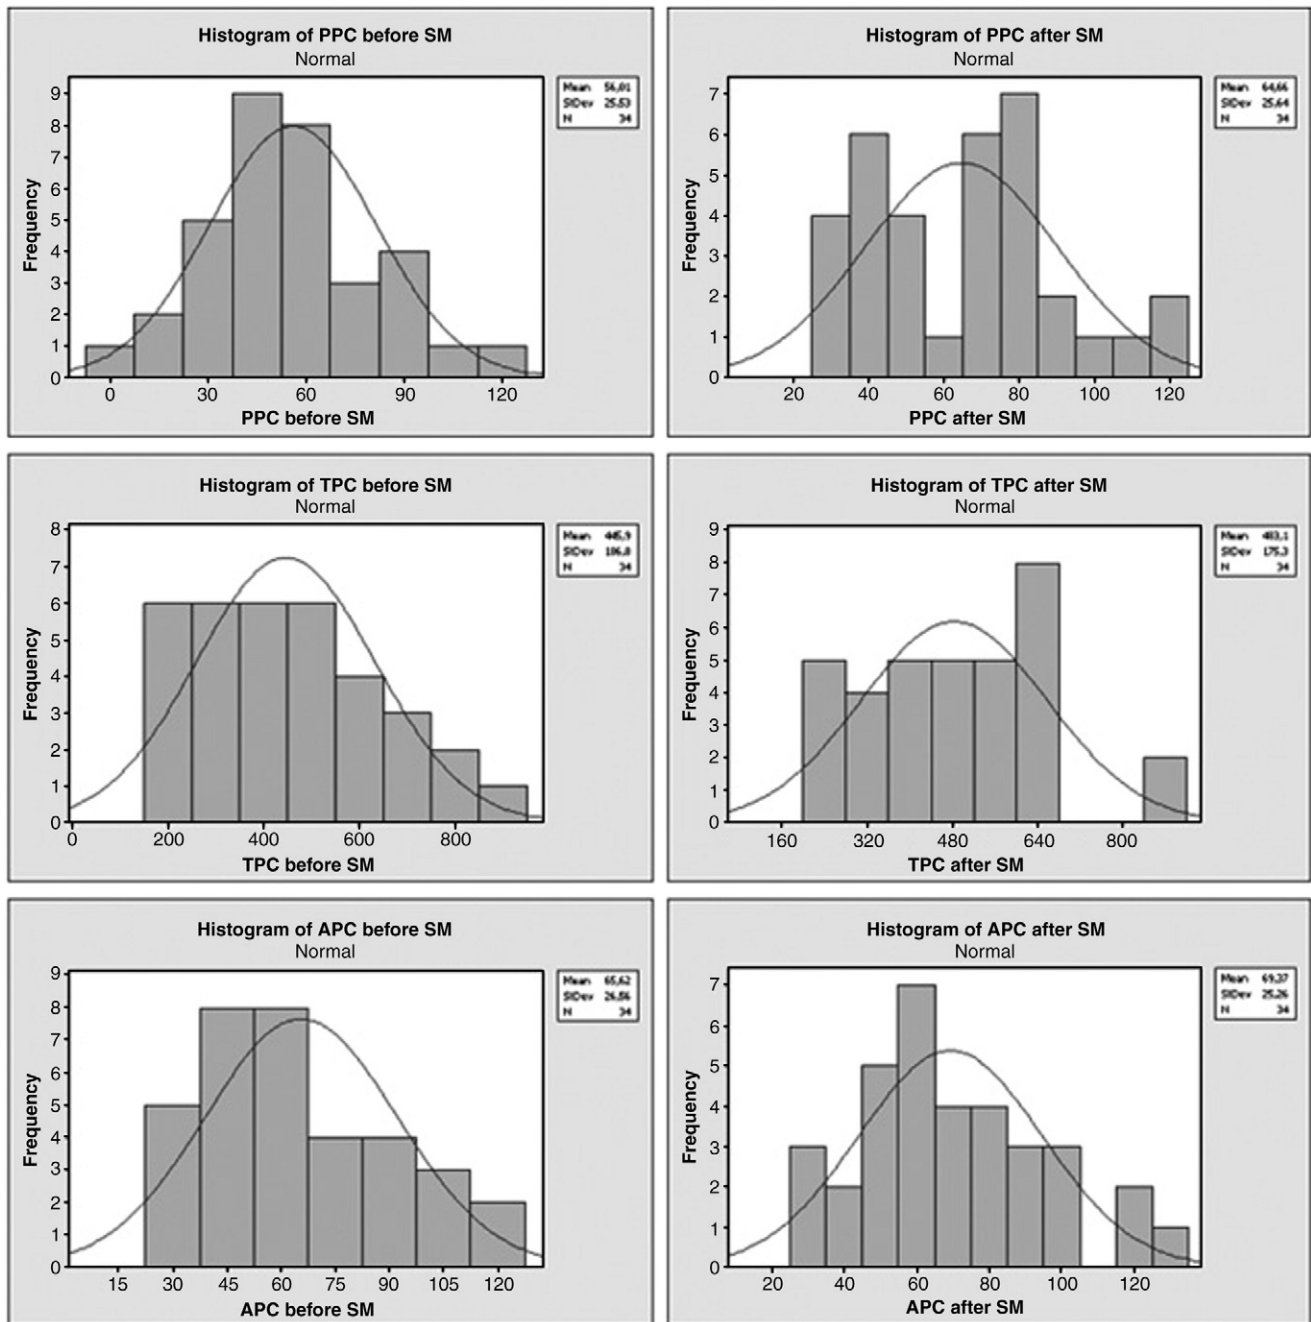 Histogram of PPC before SM
Normal
Frequency
9
8
7
6
5
4
3
2
1
0
0 30 60 90 120
PPC before SM
Mean 56,01
StDev 25,53
N 34
Histogram of PPC after SM
Normal
Frequency
7
6
5
4
3
2
1
0
20 40 60 80 100 120
PPC after SM
Mean 64,66
StDev 25,64
N 34
Histogram of TPC before SM
Normal
Frequency
8
7
6
5
4
3
2
1
0
0 200 400 600 800
TPC before SM
Mean 445,9
StDev 186,8
N 34
Histogram of TPC after SM
Normal
Frequency
9
8
7
6
5
4
3
2
1
0
160 320 480 640 800
TPC after SM
Mean 483,1
StDev 175,3
N 34
Histogram of APC before SM
Normal
Frequency
9
8
7
6
5
4
3
2
1
0
15 30 45 60 75 90 105 120
APC before SM
Mean 65,62
StDev 26,56
N 34
Histogram of APC after SM
Normal
Frequency
7
6
5
4
3
2
1
0
20 40 60 80 100 120
APC after SM
Mean 69,37
StDev 25,26
N 34